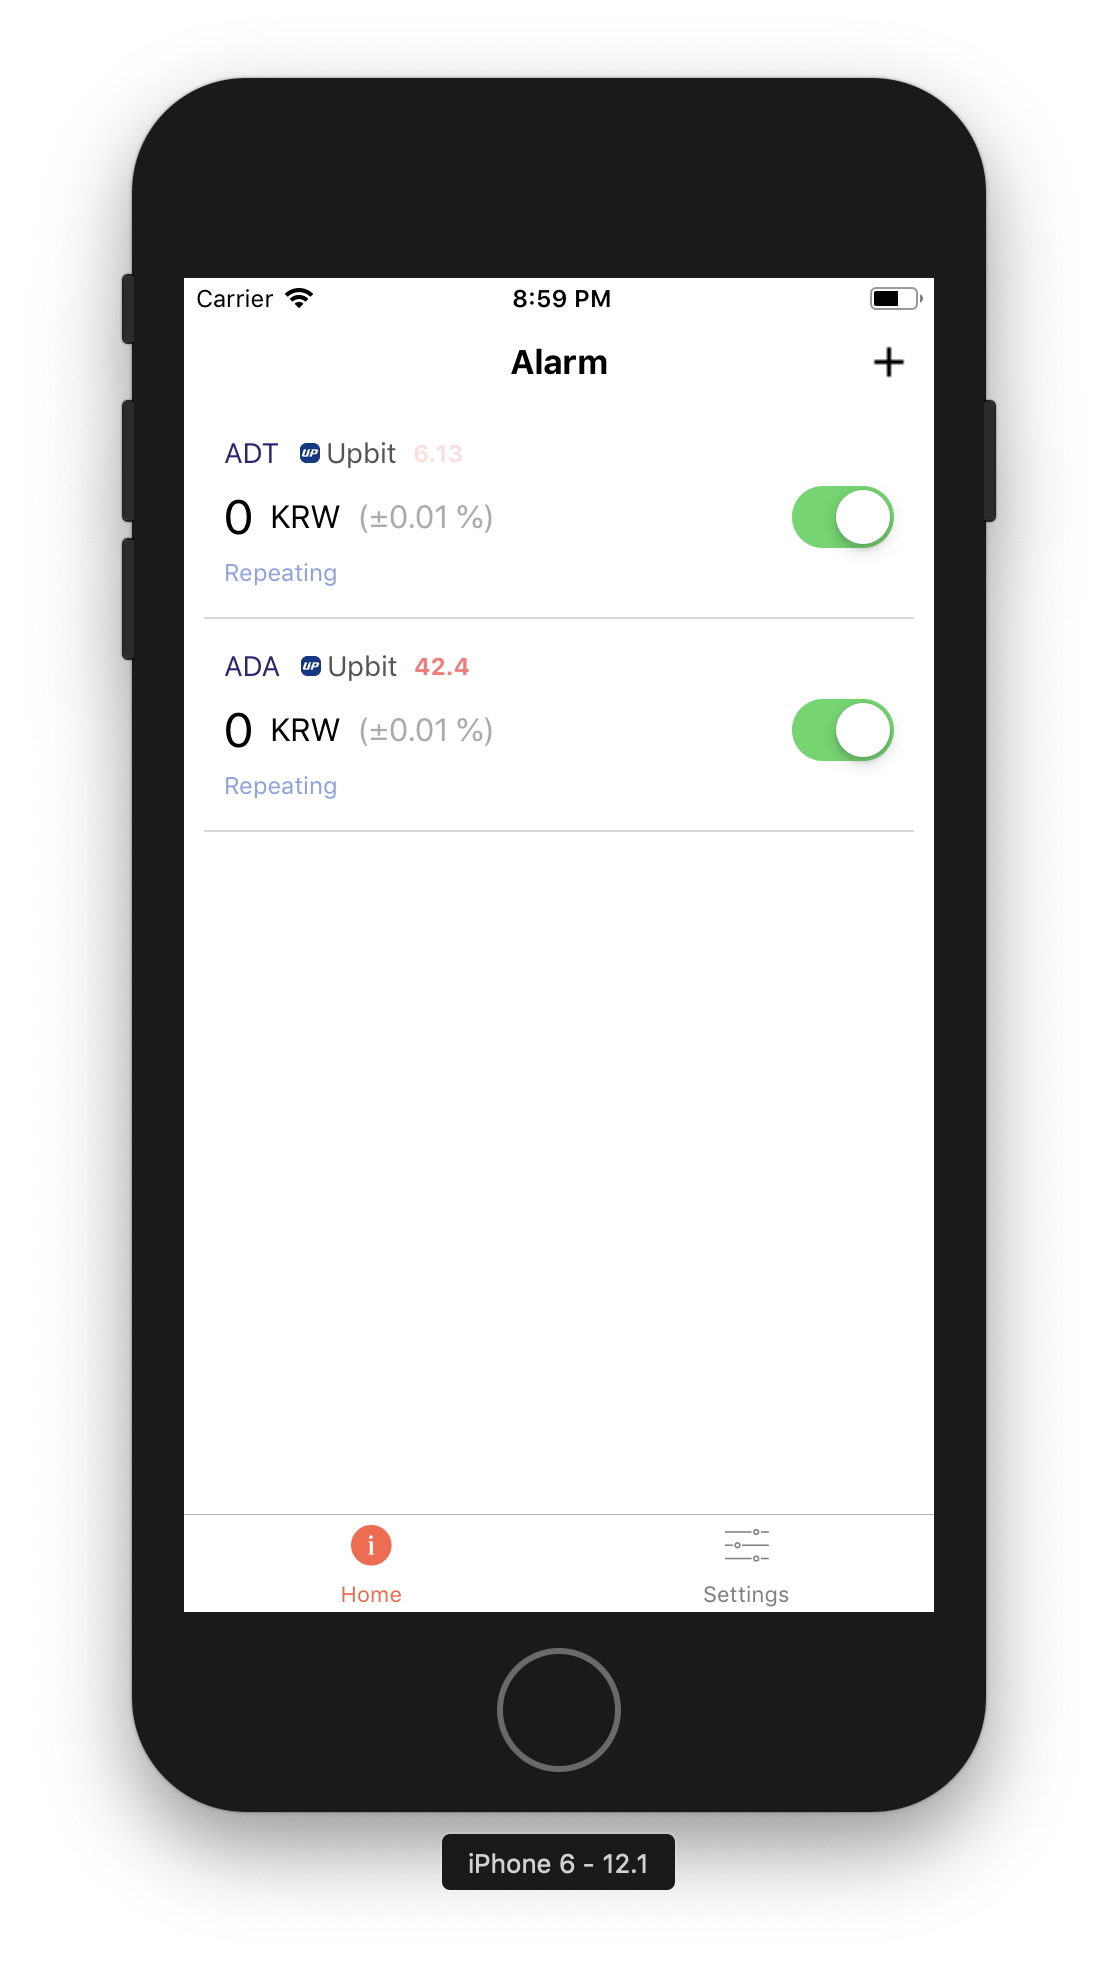 Carrier 8:59 PM
Alarm +
ADT UP Upbit 6.13
0 KRW (±0.01 %)
Repeating
ADA UP Upbit 42.4
0 KRW (±0.01 %)
Repeating
i
Home Settings
iPhone 6 - 12.1